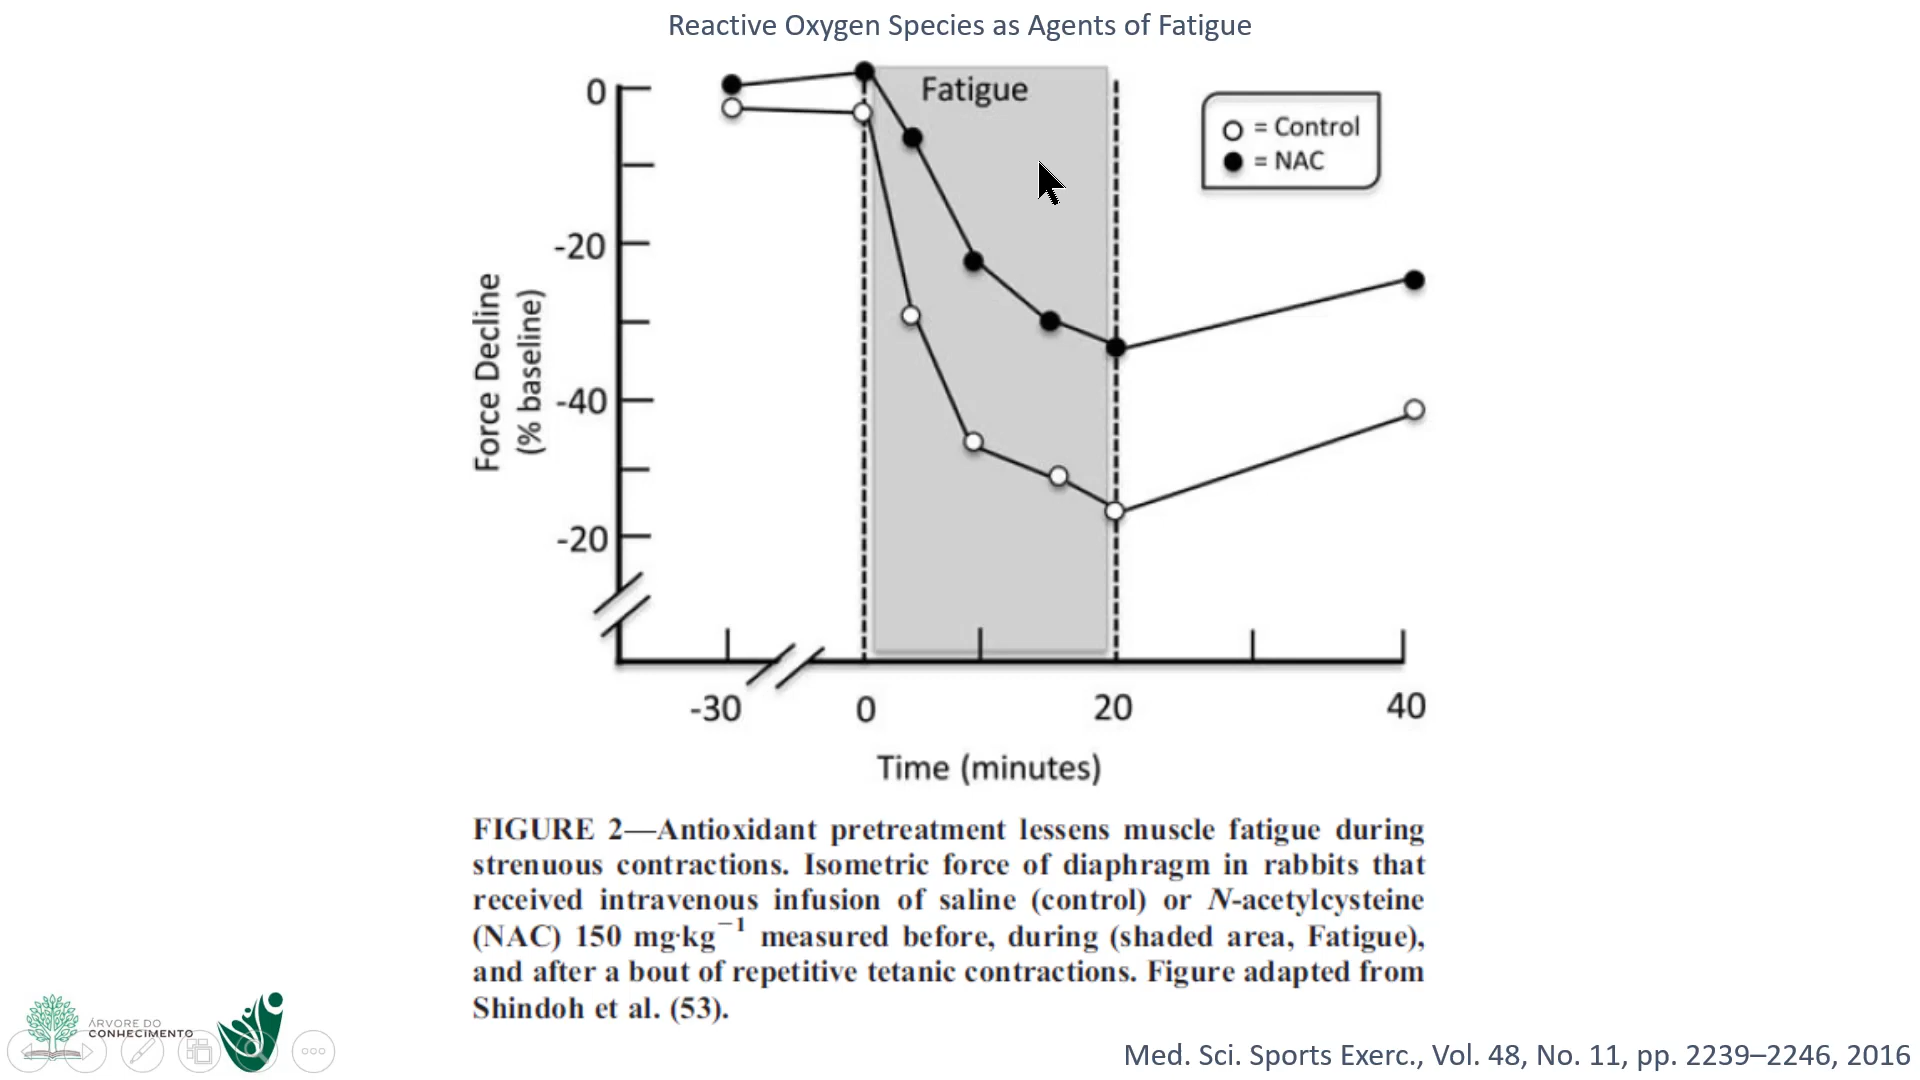 Reactive Oxygen Species as Agents of Fatigue
Fatigue
= Control
= NAC
0
-20
-40
-20
Force Decline
(% baseline)
-30
0
20
40
Time (minutes)
FIGURE 2—Antioxidant pretreatment lessens muscle fatigue during
strenuous contractions. Isometric force of diaphragm in rabbits that
received intravenous infusion of saline (control) or N-acetylcysteine
(NAC) 150 mg·kg⁻¹ measured before, during (shaded area, Fatigue),
and after a bout of repetitive tetanic contractions. Figure adapted from
Shindoh et al. (53).
ÁRVORE DO
CONHECIMENTO
Med. Sci. Sports Exerc., Vol. 48, No. 11, pp. 2239–2246, 2016